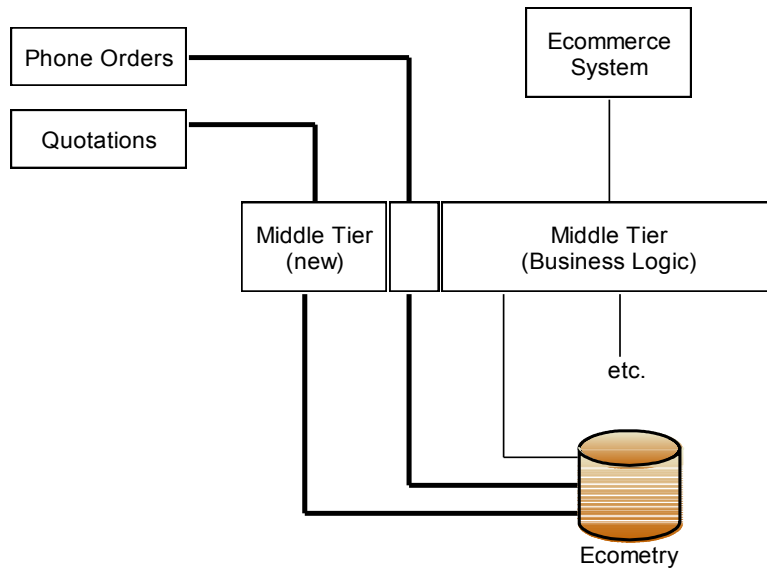 Phone Orders
Ecommerce
System
Quotations
Middle Tier
(new)
Middle Tier
(Business Logic)
etc.
Ecometry